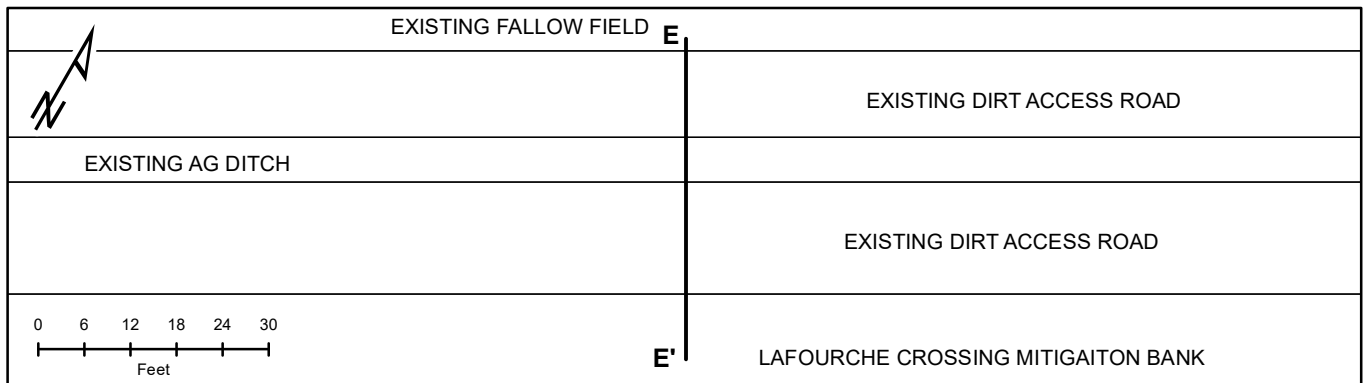 EXISTING FALLOW FIELD
E
N
EXISTING DIRT ACCESS ROAD
EXISTING AG DITCH
EXISTING DIRT ACCESS ROAD
0 6 12 18 24 30
Feet
E'
LAFOURCHE CROSSING MITIGAITON BANK